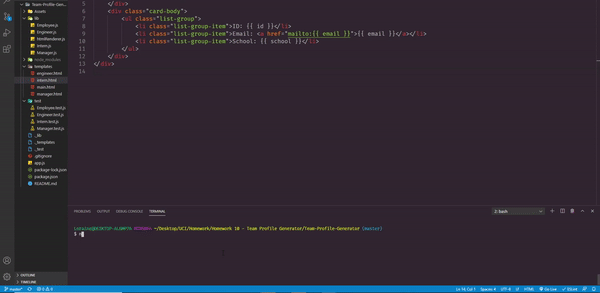 Team-Profile-Gen...
Assets
lib
Employee.js
Engineer.js
htmlRenderer.js
Intern.js
Manager.js
node_modules
templates
engineer.html
intern.html
main.html
manager.html
test
Employee.test.js
Engineer.test.js
Intern.test.js
Manager.test.js
_lib
_templates
_test
.gitignore
app.js
package-lock.json
package.json
README.md
OUTLINE
TIMELINE
5 </div>
6 <div class="card-body">
7 <ul class="list-group">
8 <li class="list-group-item">ID: {{ id }}</li>
9 <li class="list-group-item">Email: <a href="mailto:{{ email }}">{{ email }}</a></li>
10 <li class="list-group-item">School: {{ school }}</li>
11 </ul>
12 </div>
13 </div>
14
PROBLEMS OUTPUT DEBUG CONSOLE TERMINAL 2: bash
~/Desktop/UCI/Homework/Homework 10 - Team Profile Generator/Team-Profile-Generator (master)
$
master 0 0 Ln 14, Col 1 Spaces: 4 UTF-8 LF HTML Go Live ESLint